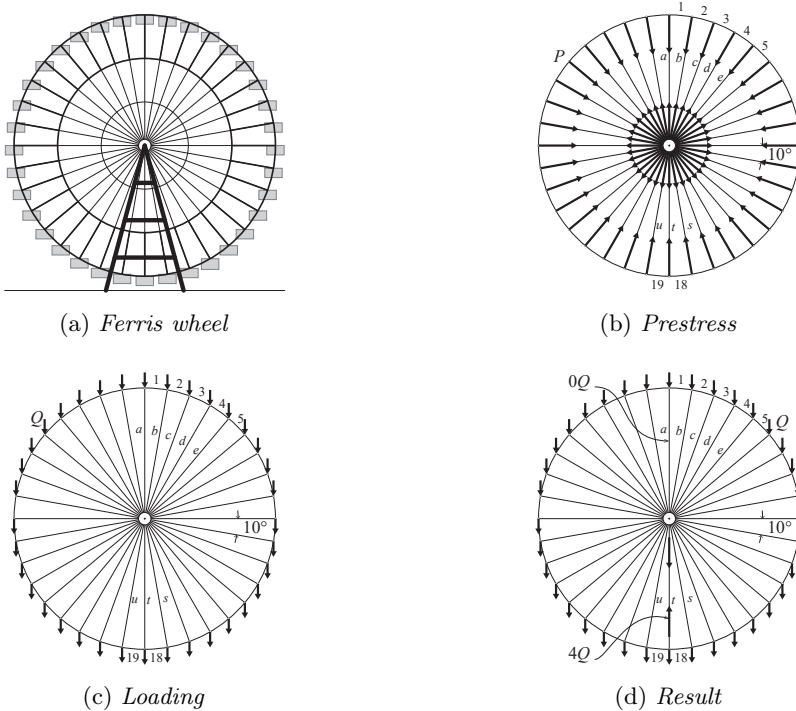 1
2
3
4
5
P
a
b
c
d
e
10°
u
t
s
19
18
(a) Ferris wheel
(b) Prestress
Q
1
2
3
4
5
a
b
c
d
e
10°
u
t
s
19
18
0Q
1
2
3
4
5
Q
a
b
c
d
e
10°
u
t
s
4Q
19
18
(c) Loading
(d) Result